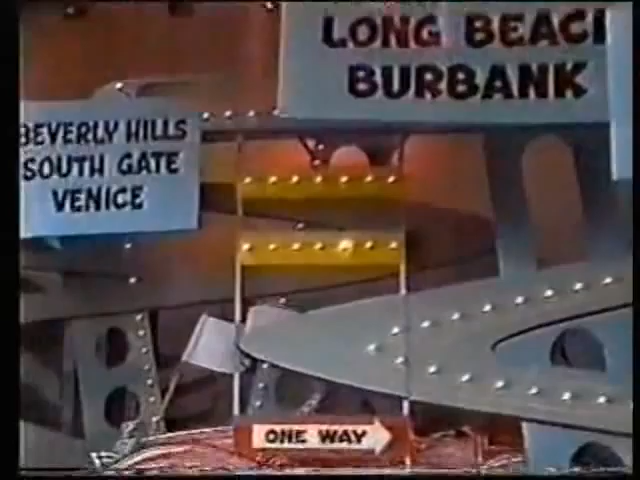 LONG BEAC
BURBANK
BEVERLY HILLS
SOUTH GATE
VENICE
ONE WAY